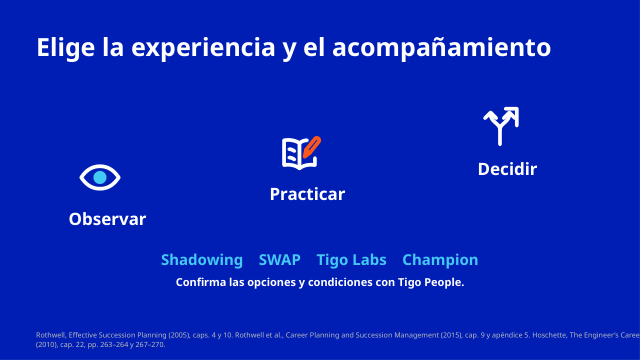 Elige la experiencia y el acompañamiento
Decidir
Practicar
Observar
Shadowing SWAP Tigo Labs Champion
Confirma las opciones y condiciones con Tigo People.
Rothwell, Effective Succession Planning (2005), caps. 4 y 10. Rothwell et al., Career Planning and Succession Management (2015), cap. 9 y apéndice 5. Hoschette, The Engineer's Caree
(2010), cap. 22, pp. 263–264 y 267–270.